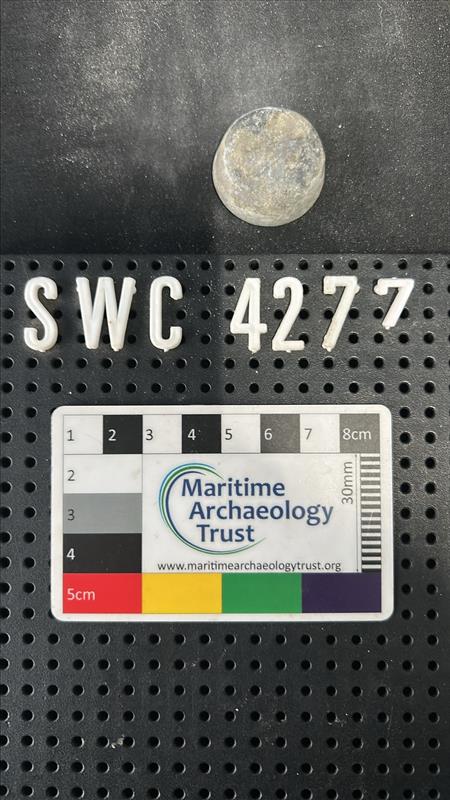 SWC 4277
1 2 3 4 5 6 7 8cm
2
3
4
5cm
30mm
Maritime
Archaeology
Trust
www.maritimearchaeologytrust.org